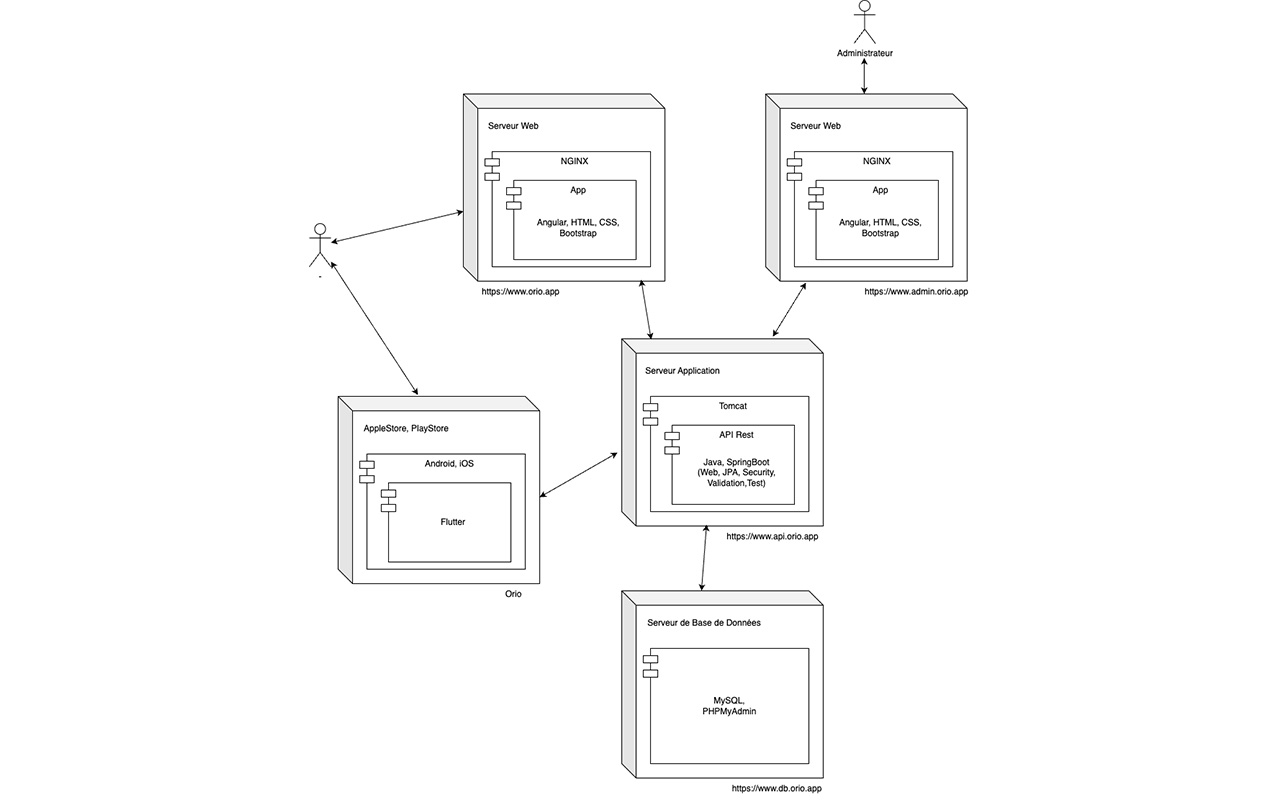 Administrateur
Serveur Web
NGINX
App
Angular, HTML, CSS,
Bootstrap
https://www.orio.app
Serveur Web
NGINX
App
Angular, HTML, CSS,
Bootstrap
https://www.admin.orio.app
-
Serveur Application
Tomcat
API Rest
Java, SpringBoot
(Web, JPA, Security,
Validation,Test)
https://www.api.orio.app
AppleStore, PlayStore
Android, iOS
Flutter
Orio
Serveur de Base de Données
MySQL,
PHPMyAdmin
https://www.db.orio.app